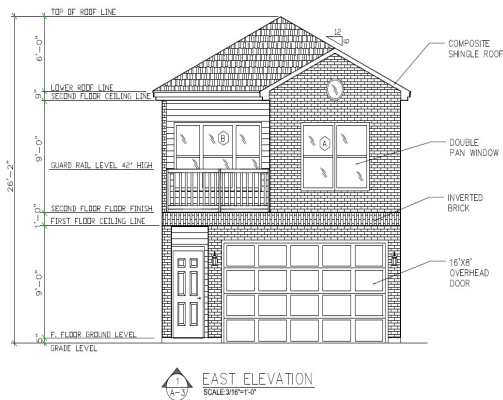 TOP OF ROOF LINE
12
6'-0"
COMPOSITE
SHINGLE ROOF
LOWER ROOF LINE
9"
SECOND FLOOR CEILING LINE
B
A
9'-0"
DOUBLE
PAN WINDOW
GUARD RAIL LEVEL 42" HIGH
26'-2"
SECOND FLOOR FLOOR FINISH
1'-0"
FIRST FLOOR CEILING LINE
INVERTED
BRICK
16'X8'
OVERHEAD
DOOR
9'-0"
F. FLOOR GROUND LEVEL
5"
GRADE LEVEL
1
A-3
EAST ELEVATION
SCALE:3/16"=1'-0"